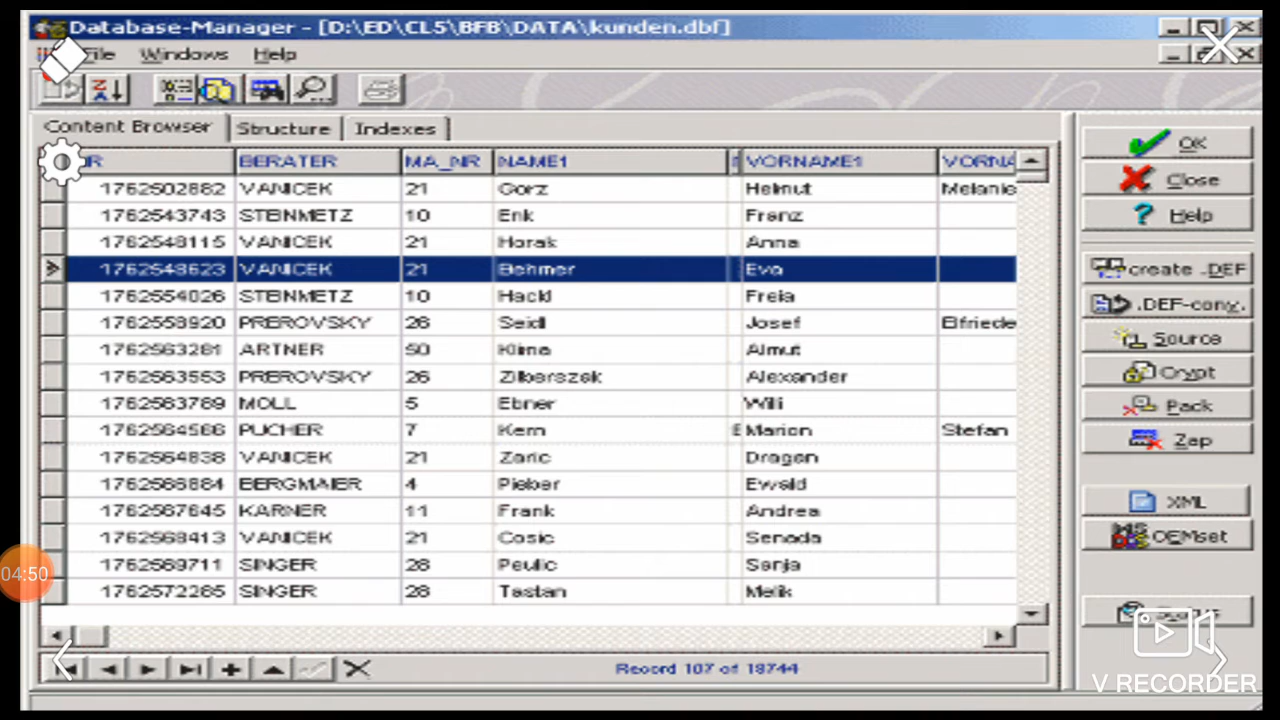 Database-Manager - [D:\ED\CL5\BFB\DATA\kunden.dbf]
File Windows Help
Content Browser Structure Indexes
BERATER MA_NR NAME1 VORNAME1 VORNA
1762502882 VANICEK 21 Gorz Helmut Melanie
1762543743 STEINMETZ 10 Erik Franz
1762548115 VANICEK 21 Horak Anna
1762548623 VANICEK 21 Behmer Eva
1762554026 STEINMETZ 10 Hackl Freia
1762558920 PREROVSKY 26 Seidl Josef Elfriede
1762563281 ARTNER 50 Klima Almut
1762563553 PREROVSKY 26 Zilberszak Alexander
1762563789 MOLL 5 Ebner Willi
1762564566 PUCHER 7 Kern Marion Stefan
1762564838 VANICEK 21 Zaric Dragan
1762566884 BERGMAIER 4 Pieber Ewald
1762567645 KARNER 11 Frank Andrea
1762568413 VANICEK 21 Cosic Senada
1762569711 SINGER 28 Peulic Sanja
1762572285 SINGER 28 Tastan Melik
Record 107 of 18744
OK
Close
Help
create .DEF
.DEF-conv.
Source
Crypt
Pack
Zap
XML
OEMset
04:50
V RECORDER